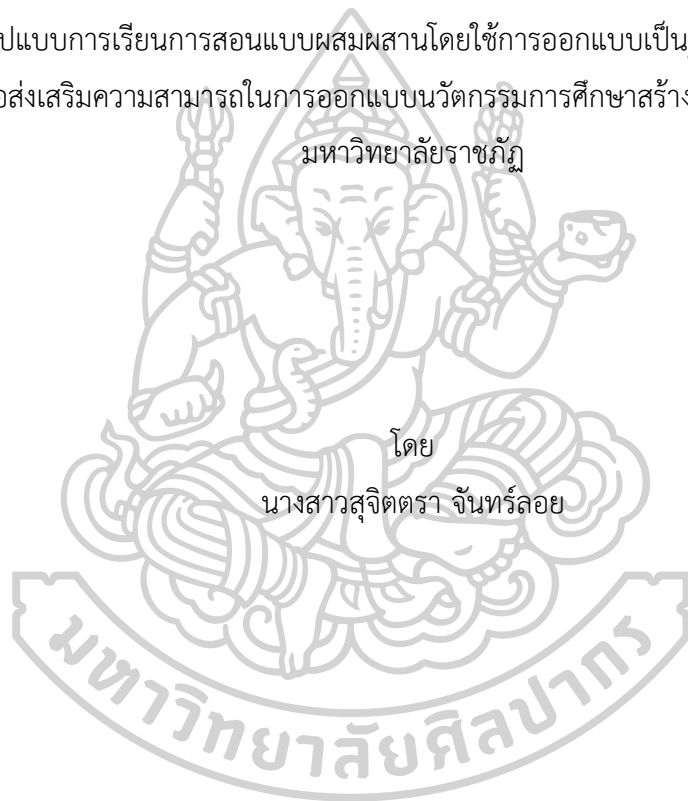 ปแบบการเรียนการสอนแบบผสมผสานโดยใช้การออกแบบเป็น
อส่งเสริมความสามารถในการออกแบบนวัตกรรมการศึกษาสร้าง
มหาวิทยาลัยราชภัฏ
โดย
นางสาวสุจิตตรา จันทร์ลอย
มหาวิทยาลัยศิลปากร